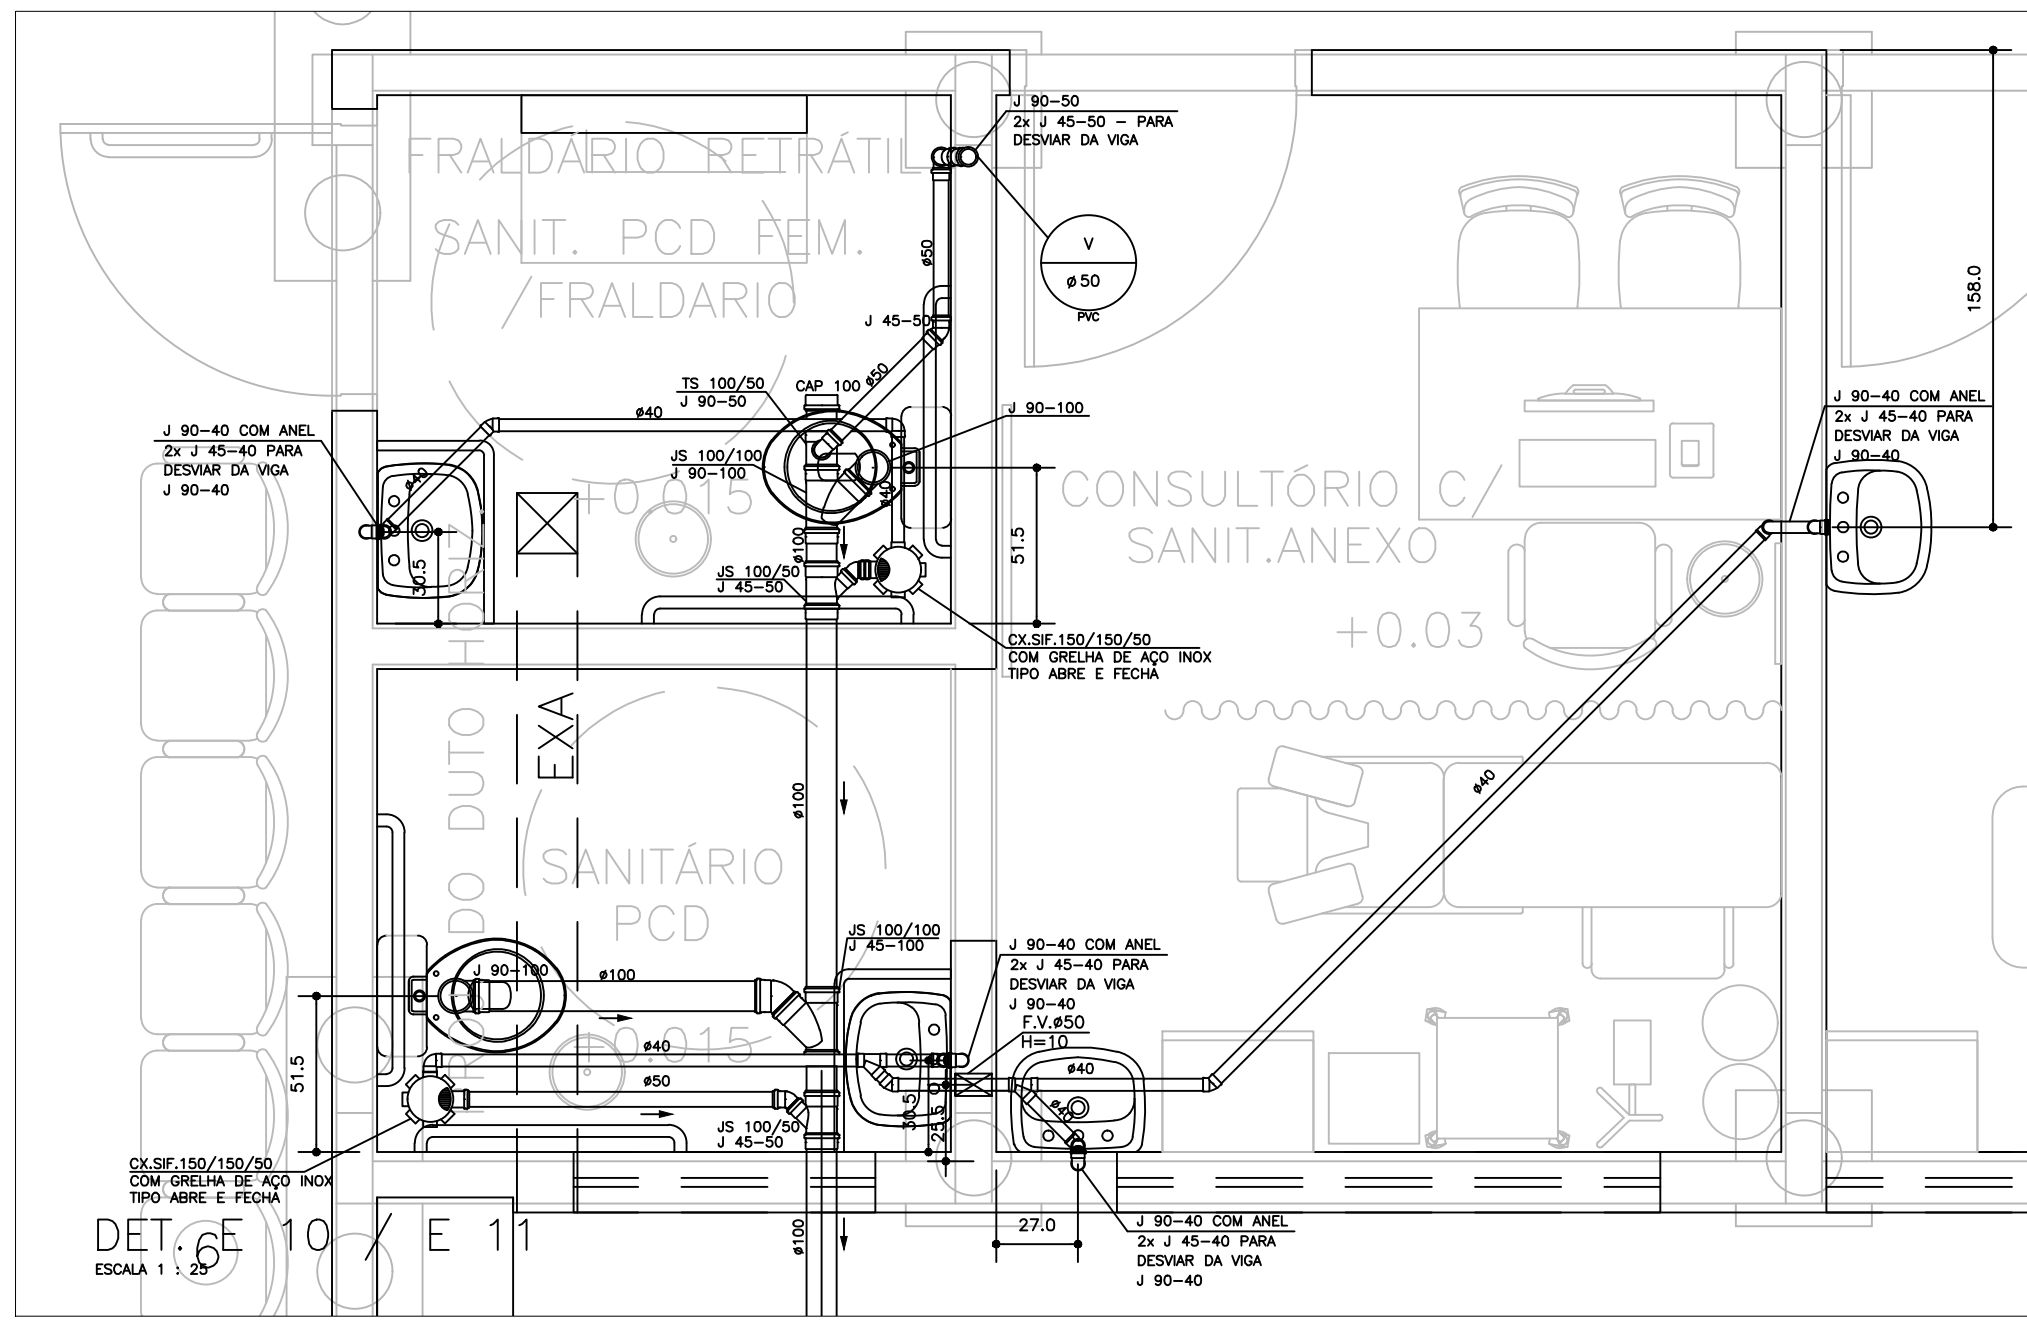 J 90-50
2x J 45-50 - PARA
DESVIAR DA VIGA
FRALDÁRIO RETRÁTIL
SANIT. PCD FEM.
/FRALDARIO
V
ø50
PVC
ø50
J 45-50
158.0
TS 100/50
J 90-50
CAP 100
ø50
ø40
J 90-100
J 90-40 COM ANEL
2x J 45-40 PARA
DESVIAR DA VIGA
J 90-40
J 90-40 COM ANEL
2x J 45-40 PARA
DESVIAR DA VIGA
J 90-40
ø40
JS 100/100
J 90-100
+0.015
ø40
CONSULTÓRIO C/
SANIT.ANEXO
+0.03
ø100
51.5
30.5
JS 100/50
J 45-50
CX.SIF.150/150/50
COM GRELHA DE AÇO INOX
TIPO ABRE E FECHA
DO DUTO HORIZ
EXA
ø100
ø40
SANITÁRIO
PCD
JS 100/100
J 45-100
J 90-40 COM ANEL
2x J 45-40 PARA
DESVIAR DA VIGA
J 90-40
F.V.ø50
H=10
J 90-100
ø100
+0.015
ø40
ø50
51.5
30.5
25.5
ø40
ø40
JS 100/50
J 45-50
CX.SIF.150/150/50
COM GRELHA DE AÇO INOX
TIPO ABRE E FECHA
DET. E 10 / E 11
6
ESCALA 1 : 25
ø100
27.0
J 90-40 COM ANEL
2x J 45-40 PARA
DESVIAR DA VIGA
J 90-40